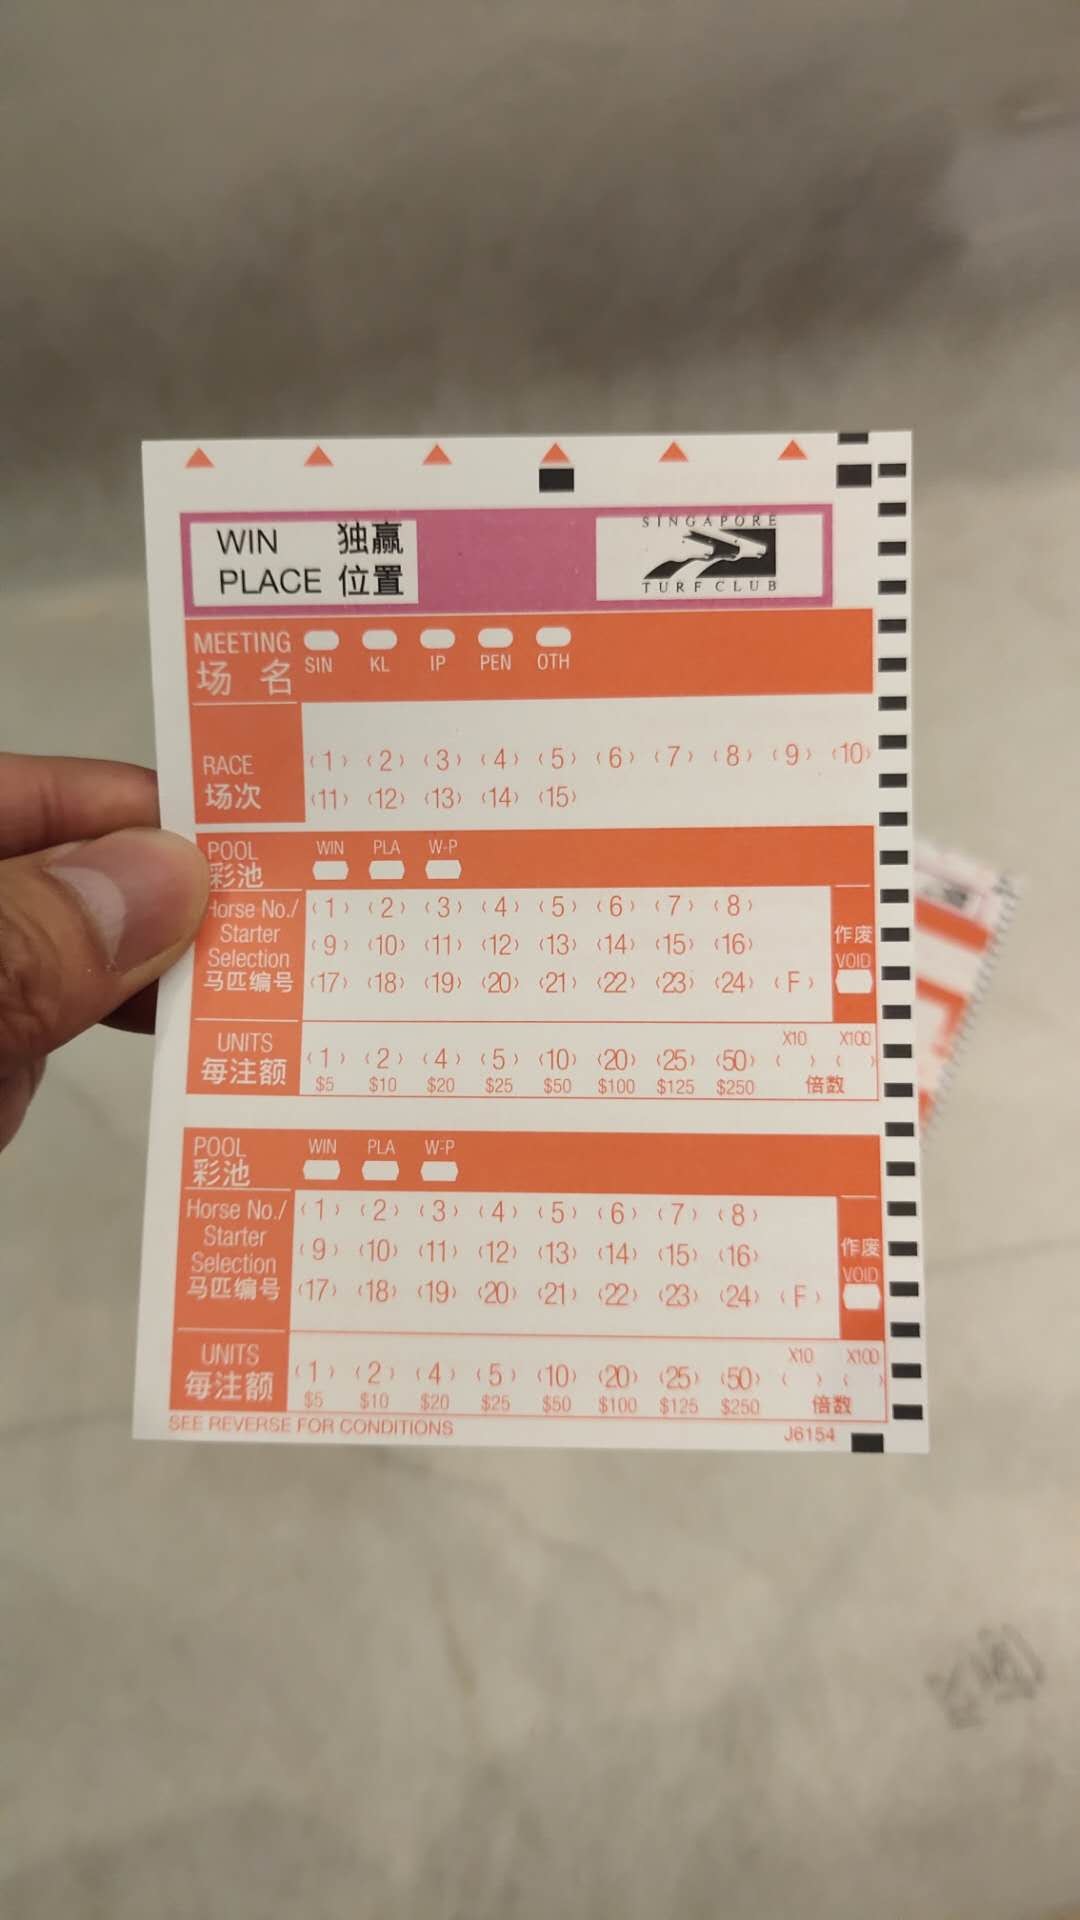 WIN 独赢
PLACE 位置
SINGAPORE
TURF CLUB
MEETING
场 名
SIN KL IP PEN OTH
RACE
场次
(1) (2) (3) (4) (5) (6) (7) (8) (9) (10)
(11) (12) (13) (14) (15)
POOL
彩池
WIN PLA W-P
Horse No./
Starter
Selection
马匹编号
(1) (2) (3) (4) (5) (6) (7) (8)
(9) (10) (11) (12) (13) (14) (15) (16)
(17) (18) (19) (20) (21) (22) (23) (24) (F)
作废
VOID
UNITS
每注额
(1) (2) (4) (5) (10) (20) (25) (50) ( ) ( )
$5 $10 $20 $25 $50 $100 $125 $250
X10 X100
倍数
POOL
彩池
WIN PLA W-P
Horse No./
Starter
Selection
马匹编号
(1) (2) (3) (4) (5) (6) (7) (8)
(9) (10) (11) (12) (13) (14) (15) (16)
(17) (18) (19) (20) (21) (22) (23) (24) (F)
作废
VOID
UNITS
每注额
(1) (2) (4) (5) (10) (20) (25) (50) ( ) ( )
$5 $10 $20 $25 $50 $100 $125 $250
X10 X100
倍数
SEE REVERSE FOR CONDITIONS
J6154